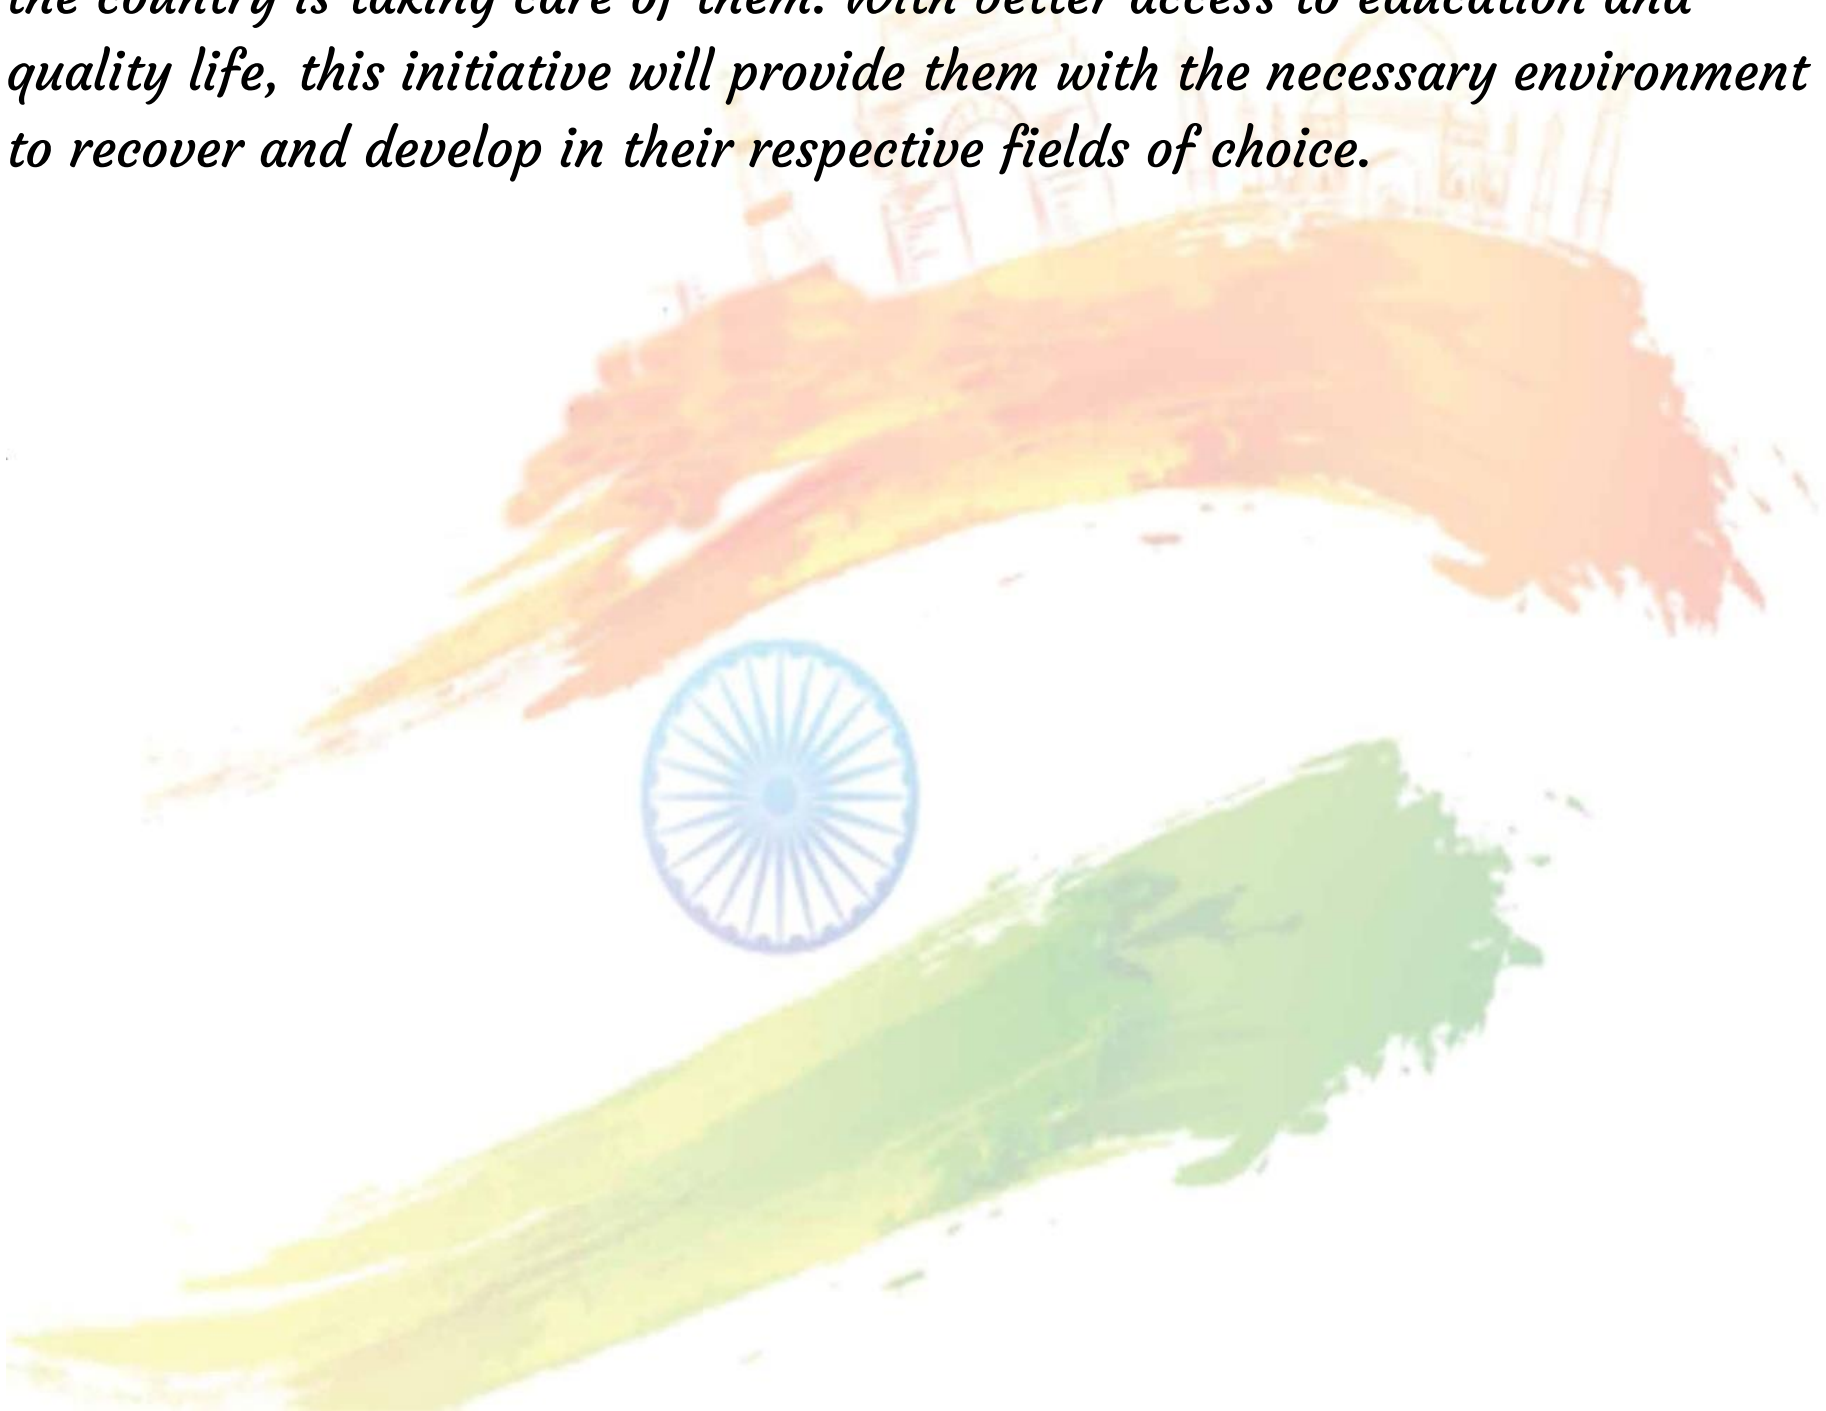 the country is taking care of them. With better access to education and
quality life, this initiative will provide them with the necessary environment
to recover and develop in their respective fields of choice.